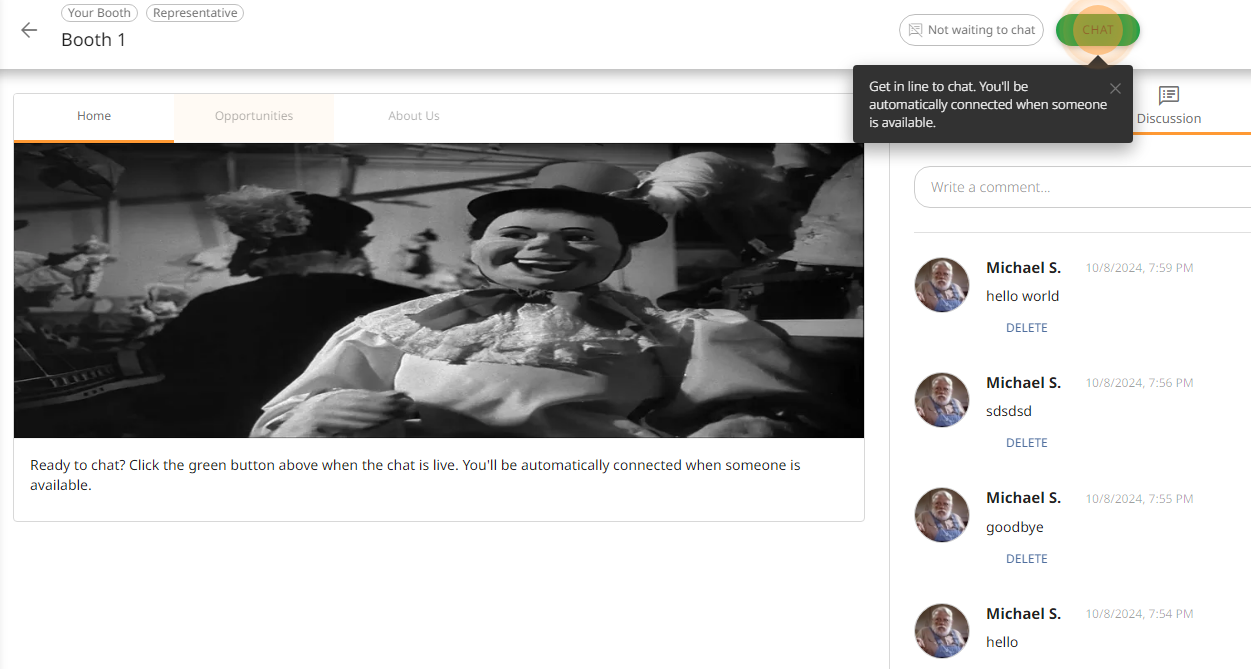 Your Booth
Representative
Booth 1
Not waiting to chat
CHAT
Get in line to chat. You'll be
automatically connected when someone
is available.
Home
Opportunities
About Us
Discussion
Ready to chat? Click the green button above when the chat is live. You'll be automatically connected when someone is
available.
Write a comment...
Michael S.
10/8/2024, 7:59 PM
hello world
DELETE
Michael S.
10/8/2024, 7:56 PM
sdsdsd
DELETE
Michael S.
10/8/2024, 7:55 PM
goodbye
DELETE
Michael S.
10/8/2024, 7:54 PM
hello